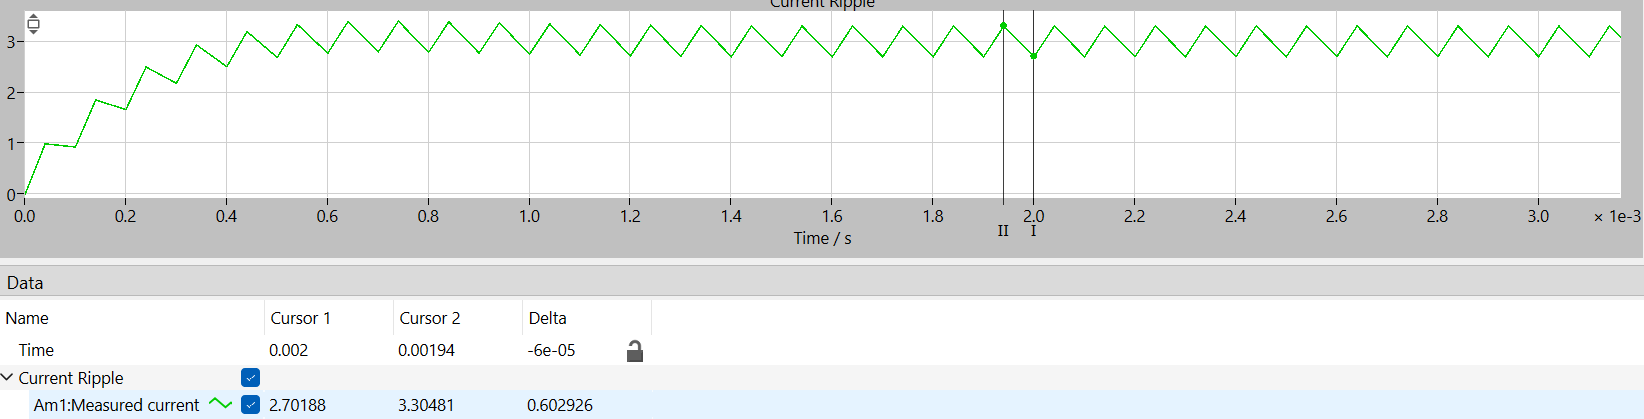 Current Ripple
3
2
1
0
0.0 0.2 0.4 0.6 0.8 1.0 1.2 1.4 1.6 1.8 2.0 2.2 2.4 2.6 2.8 3.0 × 1e-3
II I
Time / s
Data
Name Cursor 1 Cursor 2 Delta
Time 0.002 0.00194 -6e-05
Current Ripple
Am1:Measured current 2.70188 3.30481 0.602926